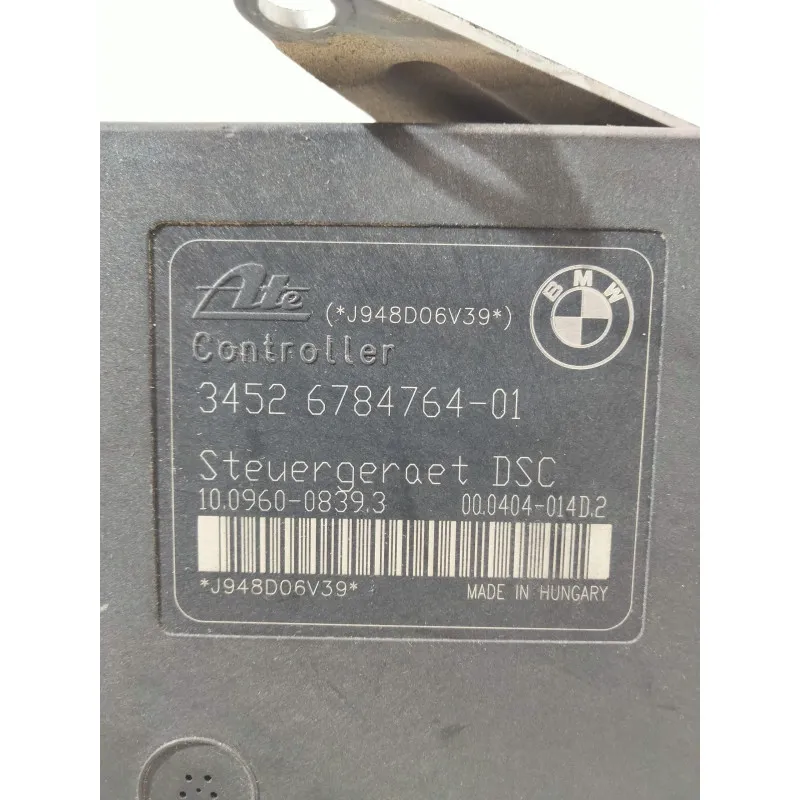 Ate (*J948D06V39*)
BMW
Controller
3452 6784764-01
Steuergeraet DSC
10.0960-0839.3 00.0404-014D.2
*J948D06V39* MADE IN HUNGARY